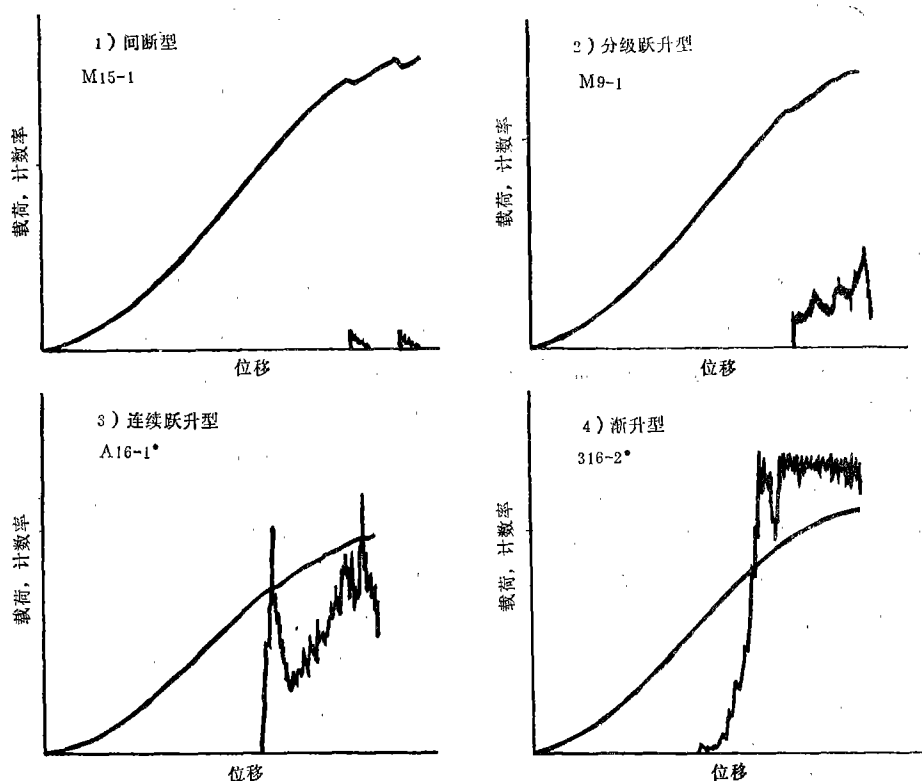 1）间断型
M15-1
载荷，计数率
位移
2）分级跃升型
M9-1
载荷，计数率
位移
3）连续跃升型
A16-1*
载荷，计数率
位移
4）渐升型
316-2*
载荷，计数率
位移